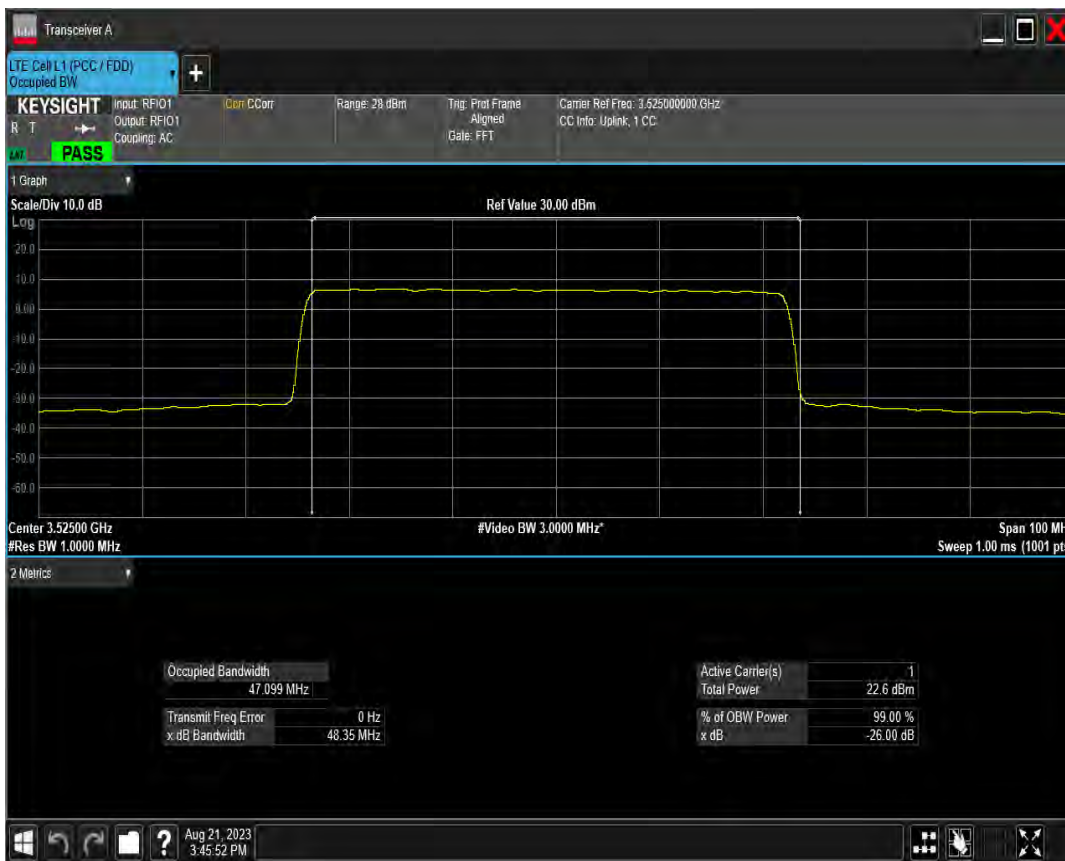 Transceiver A
LTE Cell L1 (PCC / FDD)
Occupied BW
+
KEYSIGHT
R T
PASS
Input: RFIO1
Output: RFIO1
Coupling: AC
Corr CCorr
Range: 28 dBm
Trig: Prot Frame
Aligned
Gate: FFT
Carrier Ref Freq: 3.525000000 GHz
CC Info: Uplink, 1 CC
1 Graph
Scale/Div 10.0 dB
Ref Value 30.00 dBm
Log
20.0
10.0
0.00
-10.0
-20.0
-30.0
-40.0
-50.0
-60.0
Center 3.52500 GHz
#Video BW 3.0000 MHz*
Span 100 MH
#Res BW 1.0000 MHz
Sweep 1.00 ms (1001 pts
2 Metrics
Occupied Bandwidth
47.099 MHz
Transmit Freq Error 0 Hz
x dB Bandwidth 48.35 MHz
Active Carrier(s) 1
Total Power 22.6 dBm
% of OBW Power 99.00 %
x dB -26.00 dB
?
Aug 21, 2023
3:45:52 PM